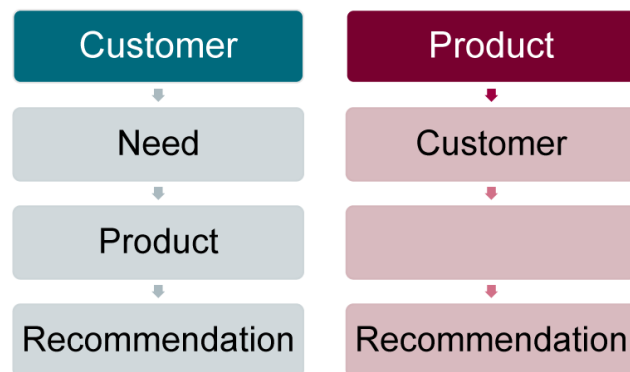 Customer
Need
Product
Recommendation
Product
Customer
Recommendation